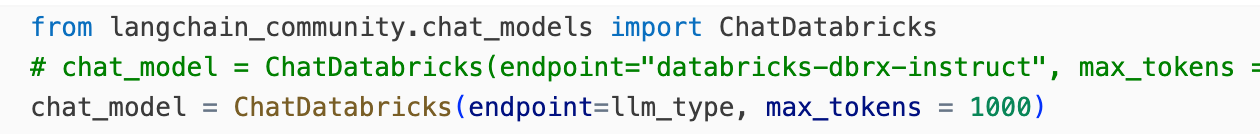 from langchain_community.chat_models import ChatDatabricks
# chat_model = ChatDatabricks(endpoint="databricks-dbrx-instruct", max_tokens =
chat_model = ChatDatabricks(endpoint=llm_type, max_tokens = 1000)